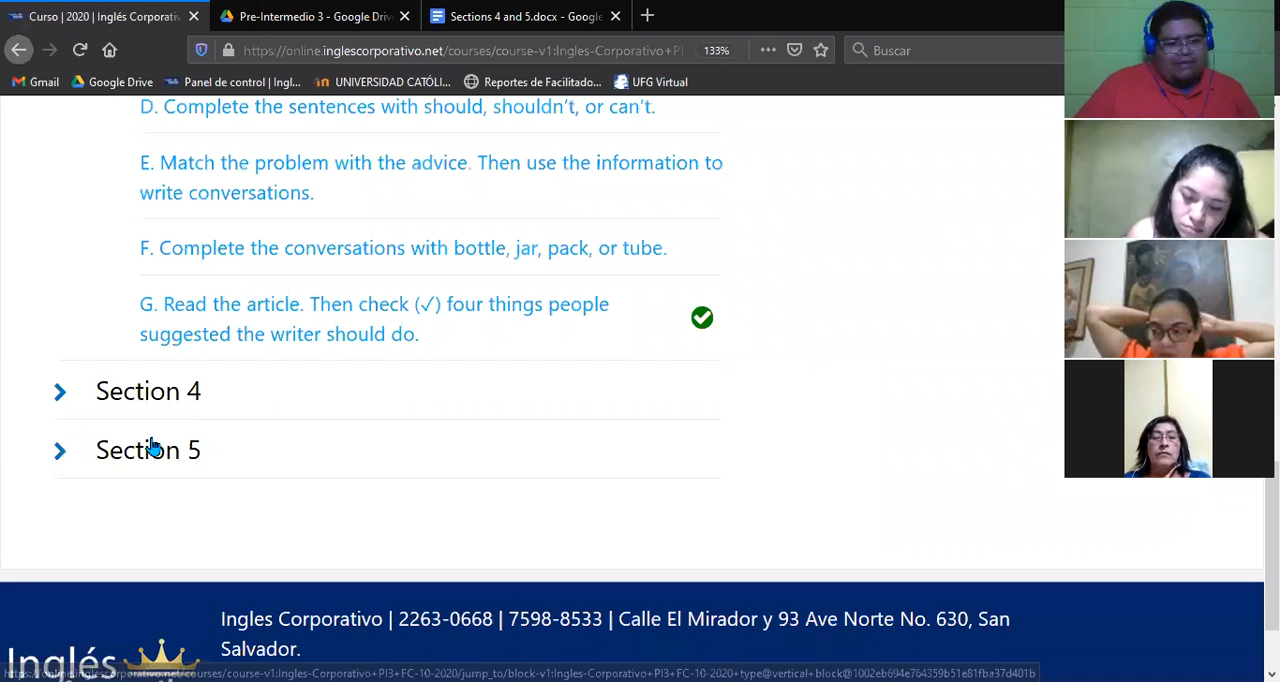 Curso | 2020 | Inglés Corporativ
Pre-Intermedio 3 - Google Driv
Sections 4 and 5.docx - Google
https://online.inglescorporativo.net/courses/course-v1:Ingles-Corporativo+P
133%
Buscar
Gmail
Google Drive
Panel de control | Ingl...
UNIVERSIDAD CATÓLI...
Reportes de Facilitado...
UFG Virtual
D. Complete the sentences with should, shouldn't, or can't.
E. Match the problem with the advice. Then use the information to
write conversations.
F. Complete the conversations with bottle, jar, pack, or tube.
G. Read the article. Then check (✓) four things people
suggested the writer should do.
Section 4
Section 5
Ingles Corporativo | 2263-0668 | 7598-8533 | Calle El Mirador y 93 Ave Norte No. 630, San
Salvador.
Inglés